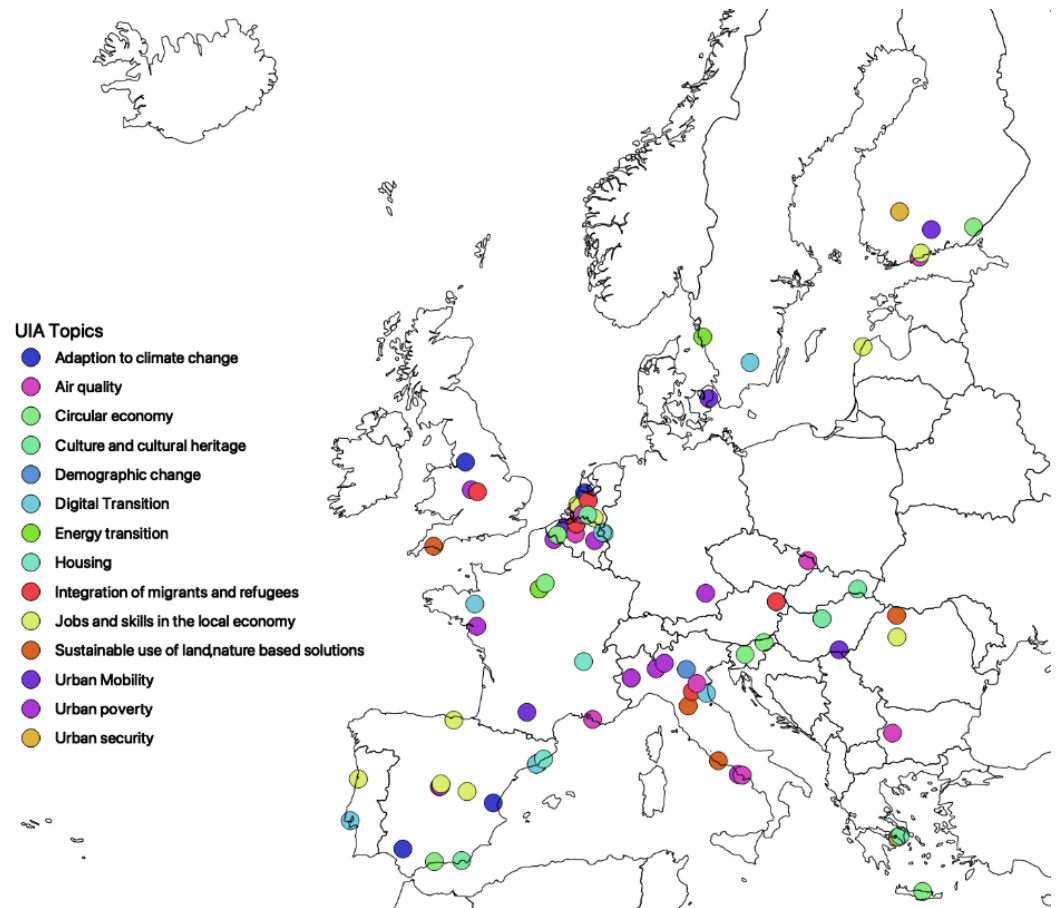 UIA Topics
Adaption to climate change
Air quality
Circular economy
Culture and cultural heritage
Demographic change
Digital Transition
Energy transition
Housing
Integration of migrants and refugees
Jobs and skills in the local economy
Sustainable use of land,nature based solutions
Urban Mobility
Urban poverty
Urban security